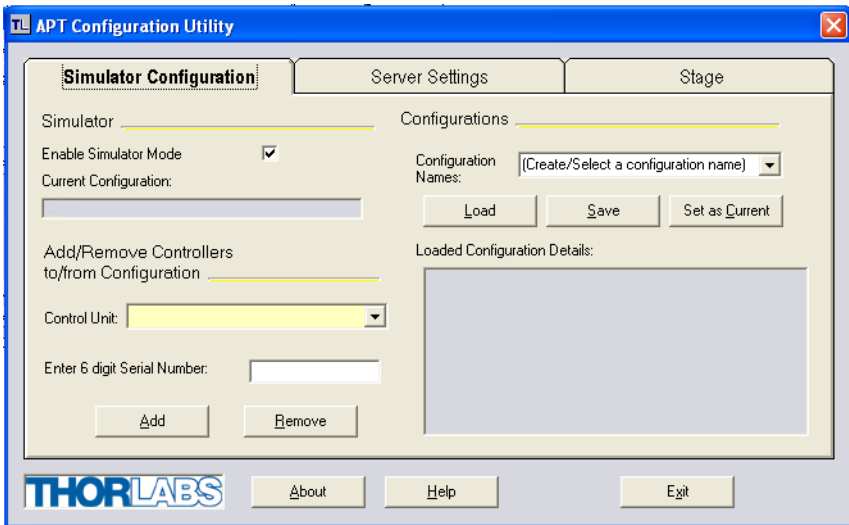 TL APT Configuration Utility
Simulator Configuration
Server Settings
Stage
Simulator
Enable Simulator Mode
Current Configuration:
Add/Remove Controllers
to/from Configuration
Control Unit:
Enter 6 digit Serial Number:
Add
Remove
Configurations
Configuration
Names:
(Create/Select a configuration name)
Load
Save
Set as Current
Loaded Configuration Details:
THORLABS
About
Help
Exit